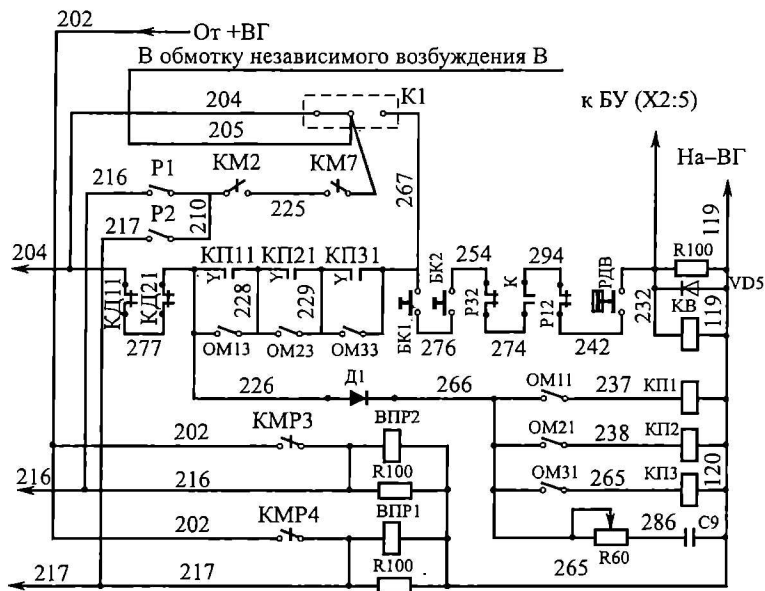 202
От +ВГ
В обмотку независимого возбуждения В
204
К1
к БУ (Х2:5)
205
КМ2
КМ7
На–ВГ
216
Р1
217
Р2
210
225
267
119
204
КП11
КП21
КП31
БК2
254
294
РДВ
R100
VD5
КД11
КД21
Y
Y
Y
228
229
БК1
Р32
К
Р12
232
КВ
119
277
ОМ13
ОМ23
ОМ33
276
274
242
226
Д1
266
ОМ11
237
КП1
202
КМР3
ВПР2
ОМ21
238
КП2
216
216
R100
ОМ31
265
КП3
120
202
КМР4
ВПР1
R60
286
С9
217
217
R100
265